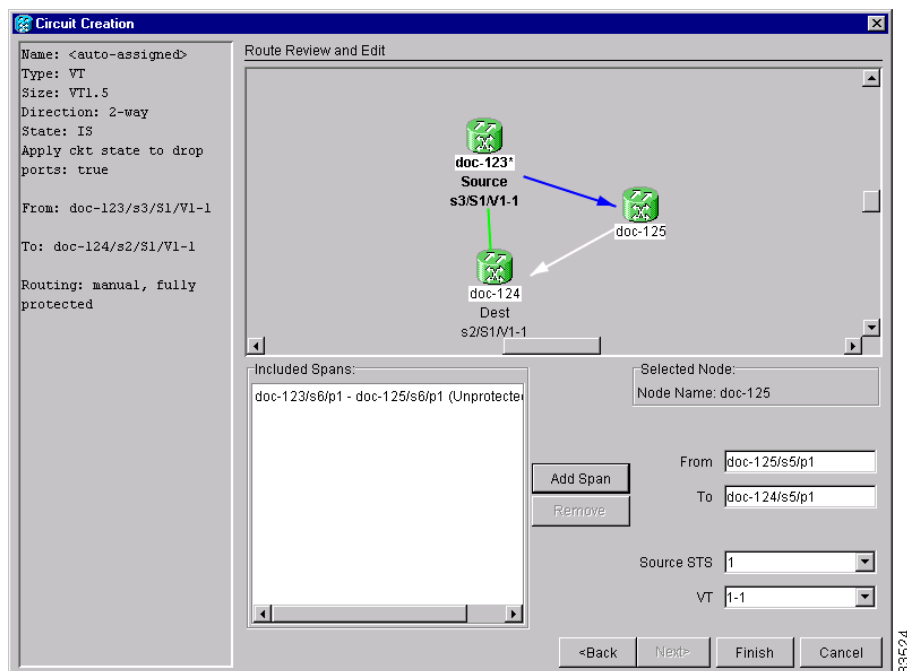 Circuit Creation
Name: <auto-assigned>
Type: VT
Size: VT1.5
Direction: 2-way
State: IS
Apply ckt state to drop
ports: true
From: doc-123/s3/S1/V1-1
To: doc-124/s2/S1/V1-1
Routing: manual, fully
protected
Route Review and Edit
doc-123*
Source
s3/S1/V1-1
doc-125
doc-124
Dest
s2/S1/V1-1
Included Spans:
doc-123/s6/p1 - doc-125/s6/p1 (Unprotecte
Add Span
Remove
Selected Node:
Node Name: doc-125
From doc-125/s5/p1
To doc-124/s5/p1
Source STS 1
VT 1-1
<Back
Next>
Finish
Cancel
83524